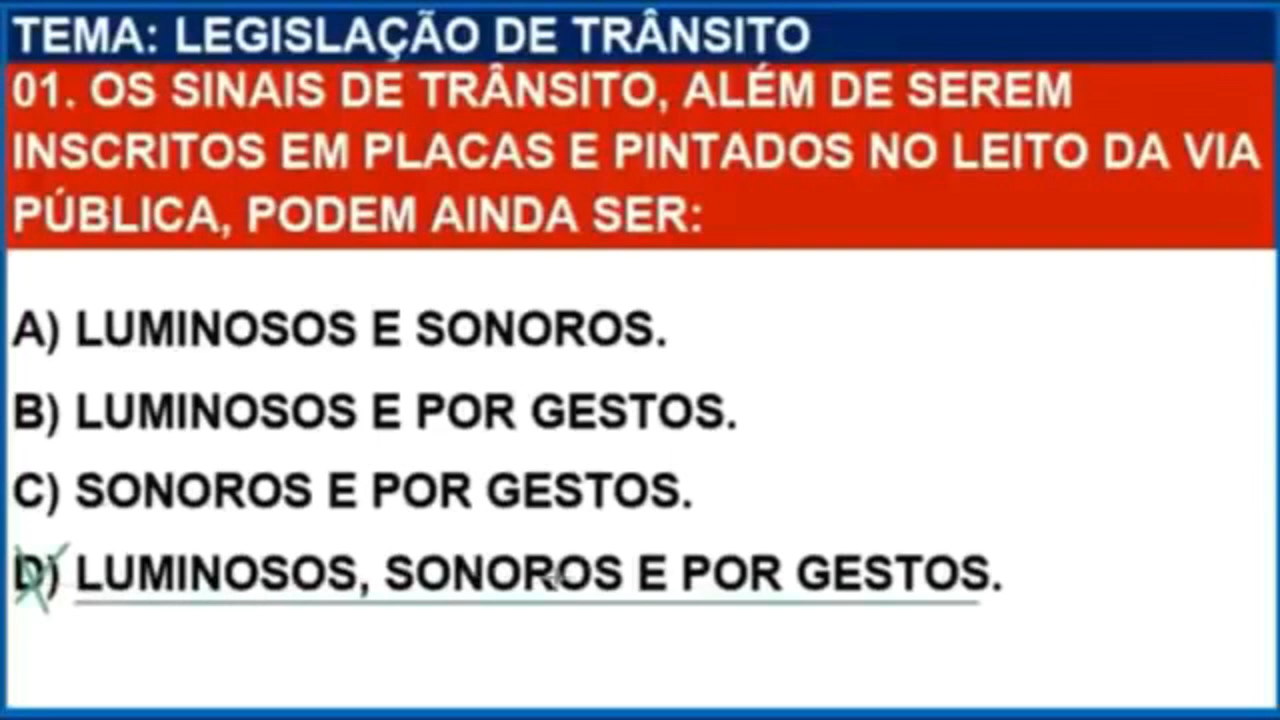 TEMA: LEGISLAÇÃO DE TRÂNSITO
01. OS SINAIS DE TRÂNSITO, ALÉM DE SEREM
INSCRITOS EM PLACAS E PINTADOS NO LEITO DA VIA
PÚBLICA, PODEM AINDA SER:
A) LUMINOSOS E SONOROS.
B) LUMINOSOS E POR GESTOS.
C) SONOROS E POR GESTOS.
D) LUMINOSOS, SONOROS E POR GESTOS.